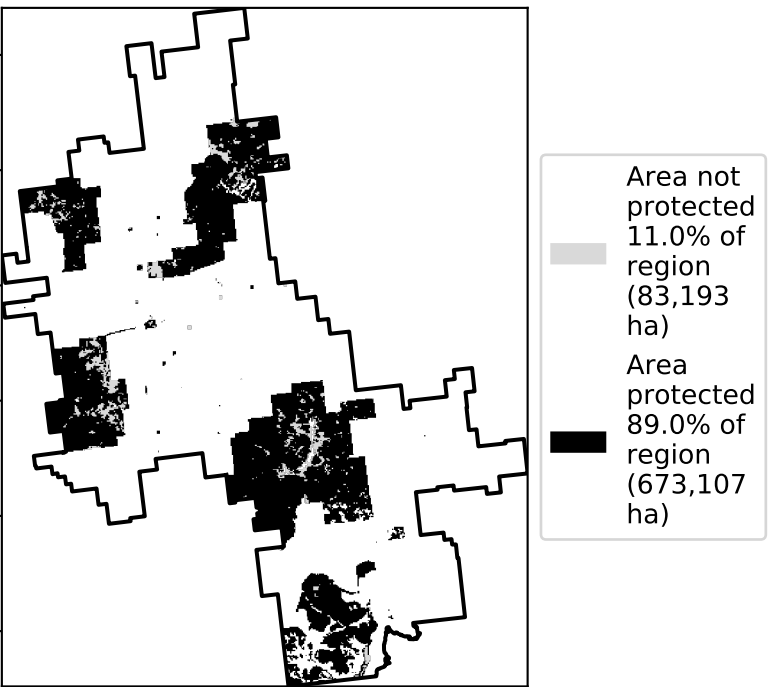 Area not
protected
11.0% of
region
(83,193
ha)
Area
protected
89.0% of
region
(673,107
ha)